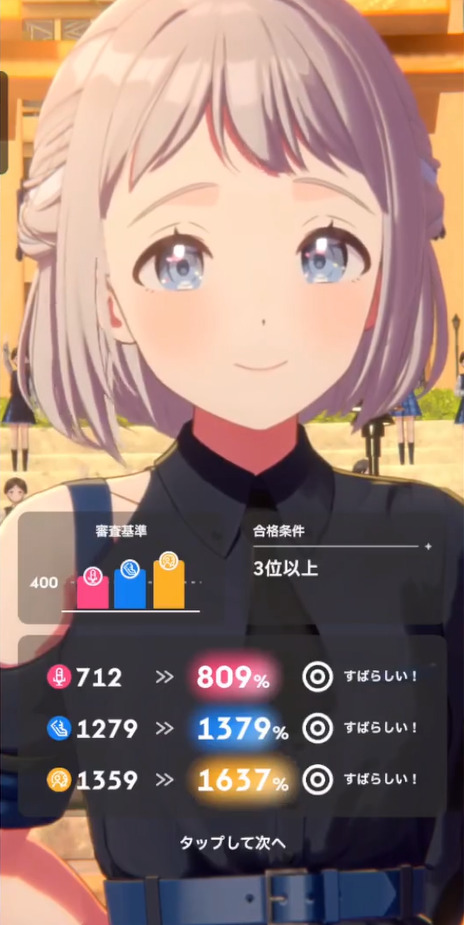 審査基準
400
合格条件
3位以上
712 >> 809% すばらしい！
1279 >> 1379% すばらしい！
1359 >> 1637% すばらしい！
タップして次へ